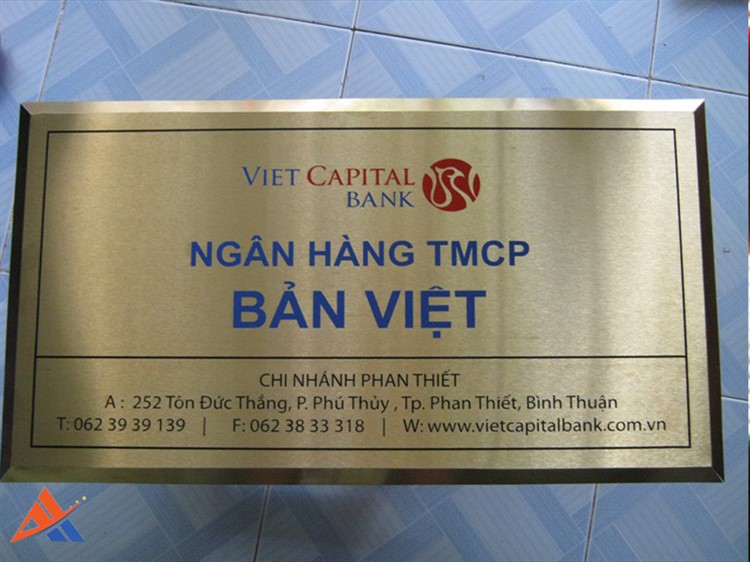 VIET CAPITAL
BANK
NGÂN HÀNG TMCP
BẢN VIỆT
CHI NHÁNH PHAN THIẾT
A : 252 Tôn Đức Thắng, P. Phú Thủy , Tp. Phan Thiết, Bình Thuận
T: 062 39 39 139 | F: 062 38 33 318 | W: www.vietcapitalbank.com.vn